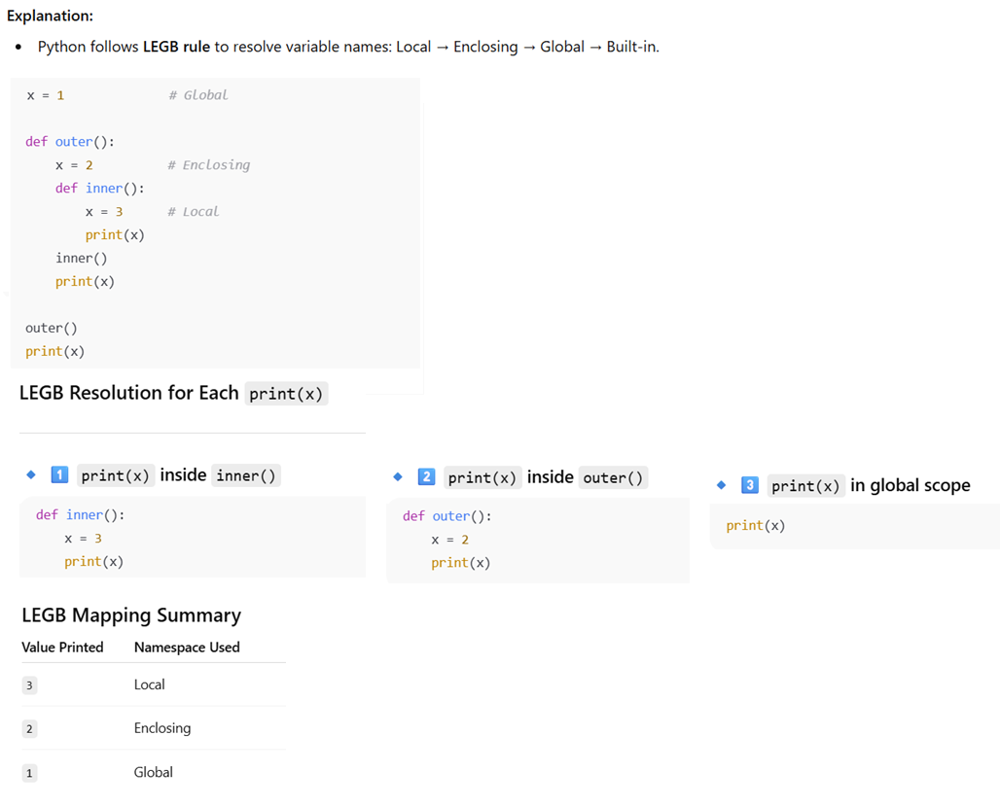 Explanation:
• Python follows LEGB rule to resolve variable names: Local → Enclosing → Global → Built-in.
x = 1              # Global
def outer():
    x = 2          # Enclosing
    def inner():
        x = 3      # Local
        print(x)
    inner()
    print(x)
outer()
print(x)
LEGB Resolution for Each print(x)
🔹 1️⃣ print(x) inside inner()
def inner():
    x = 3
    print(x)
🔹 2️⃣ print(x) inside outer()
def outer():
    x = 2
    print(x)
🔹 3️⃣ print(x) in global scope
print(x)
LEGB Mapping Summary
Value Printed Namespace Used
3 Local
2 Enclosing
1 Global